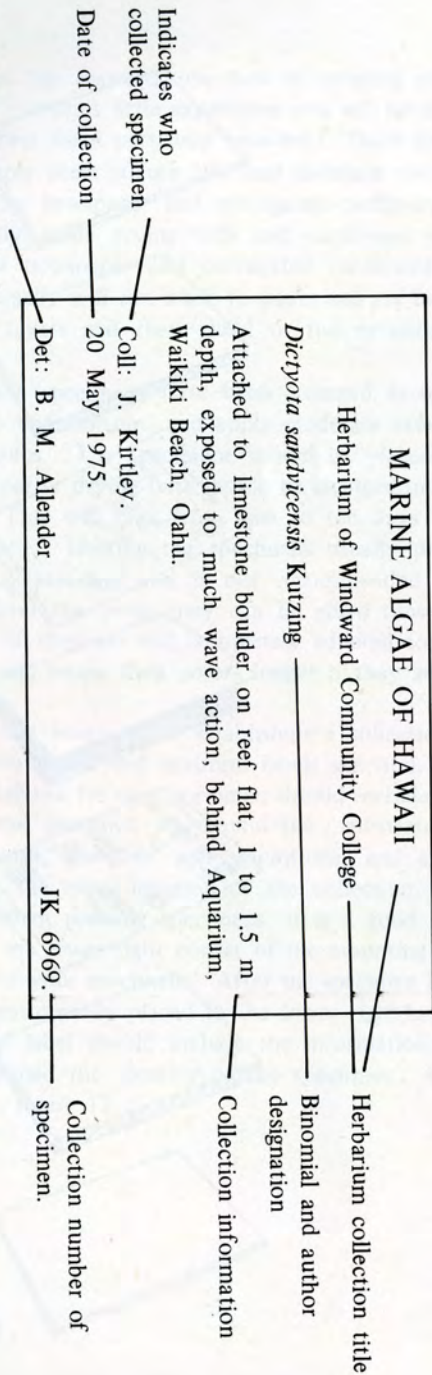 MARINE ALGAE OF HAWAII
Herbarium of Windward Community College
Dictyota sandvicensis Kutzing
Attached to limestone boulder on reef flat, 1 to 1.5 m
depth, exposed to much wave action, behind Aquarium,
Waikiki Beach, Oahu.
Coll: J. Kirtley
20 May, 1975.
Det: B. M. Allender
JK 6969
Herbarium collection title
Binomial and author
designation
Collection information
Collection number of
specimen.
Indicates who
collected specimen
Date of collection